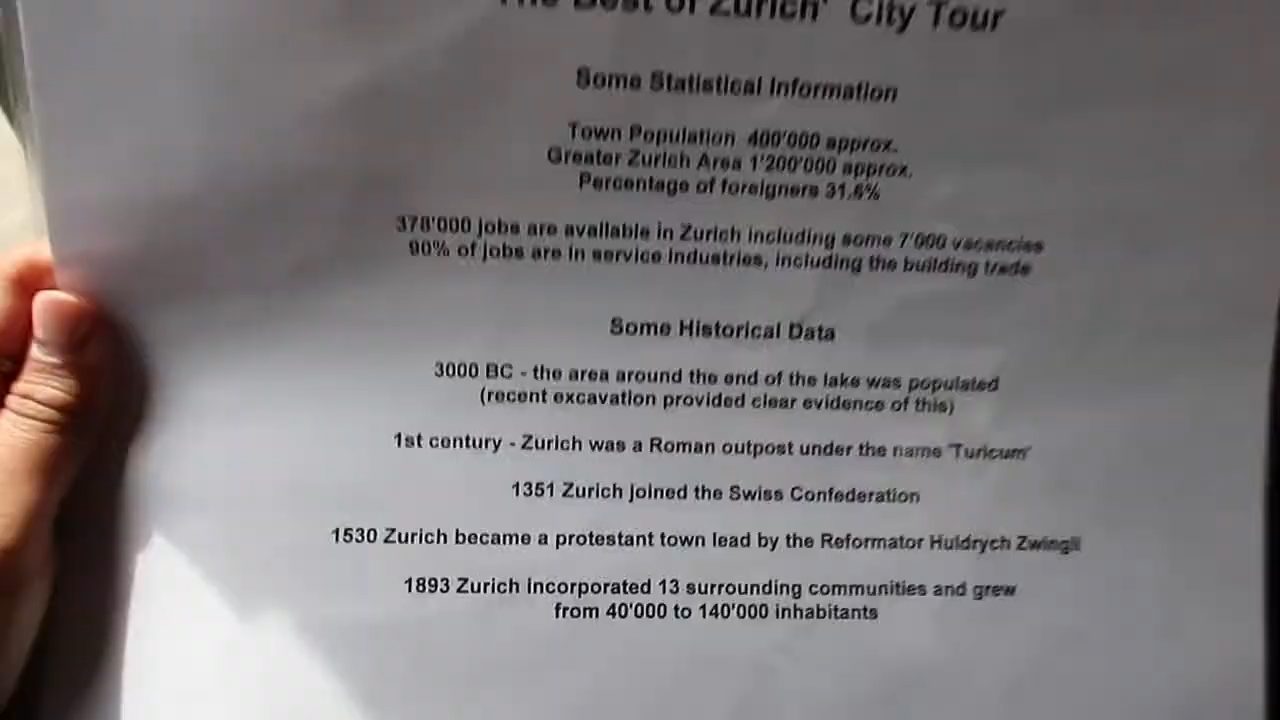 The Best of Zurich' City Tour
Some Statistical Information
Town Population 400'000 approx.
Greater Zurich Area 1'200'000 approx.
Percentage of foreigners 31.6%
378'000 jobs are available in Zurich including some 7'000 vacancies
90% of jobs are in service industries, including the building trade
Some Historical Data
3000 BC - the area around the end of the lake was populated
(recent excavation provided clear evidence of this)
1st century - Zurich was a Roman outpost under the name 'Turicum'
1351 Zurich joined the Swiss Confederation
1530 Zurich became a protestant town lead by the Reformator Huldrych Zwingli
1893 Zurich incorporated 13 surrounding communities and grew
from 40'000 to 140'000 inhabitants